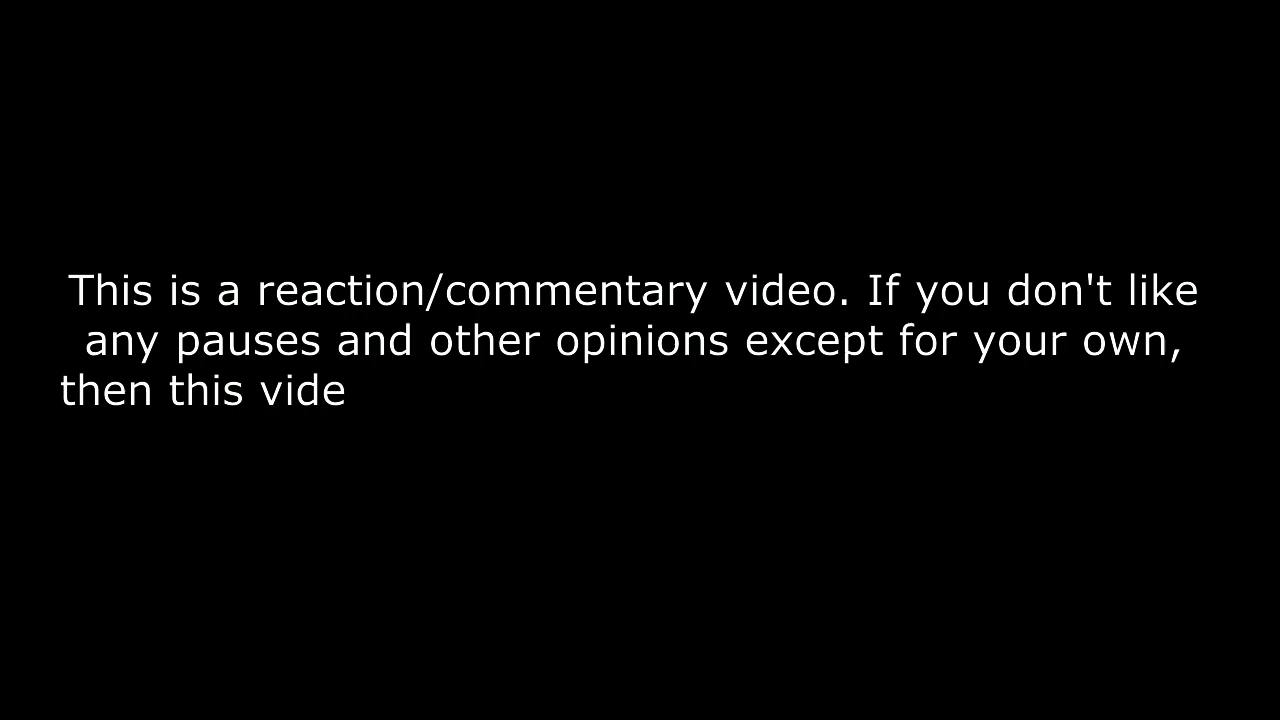 This is a reaction/commentary video. If you don't like
any pauses and other opinions except for your own,
then this vide